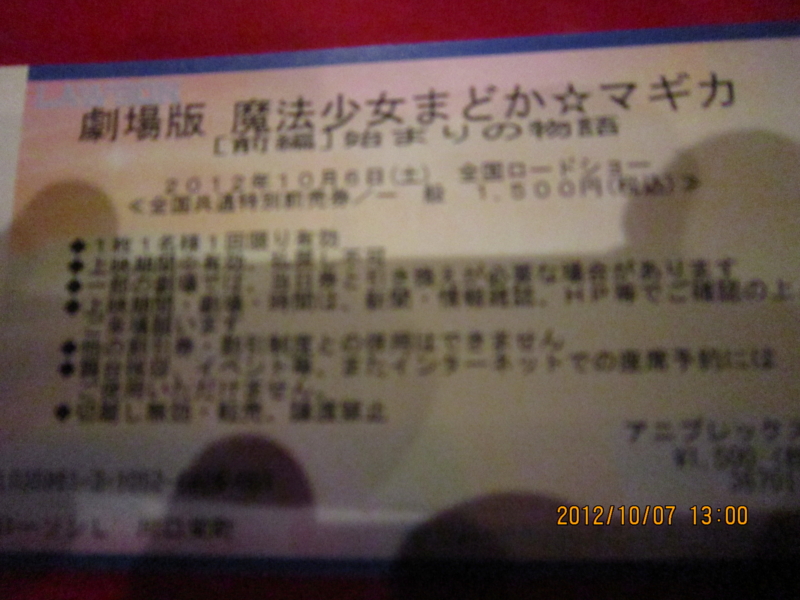 LAWSON
劇場版 魔法少女まどか☆マギカ
[前編]始まりの物語
2012年10月6日(土) 全国ロードショー
≪全国共通特別前売券/一 般 1,500円(税込)≫
◆1枚1名様1回限り有効
◆上映期間中有効、払戻し不可
◆一部の劇場では、当日券と引き換えが必要な場合があります
◆上映期間・劇場・時間は、新聞・情報雑誌、HP等でご確認の上
ご来場願います
◆他の割引券・割引制度との併用はできません
◆舞台挨拶、イベント等、またインターネットでの座席予約には
ご使用いただけません。
◆切離し無効・転売、譲渡禁止
アニプレックス
¥1,500
2012/10/07 13:00